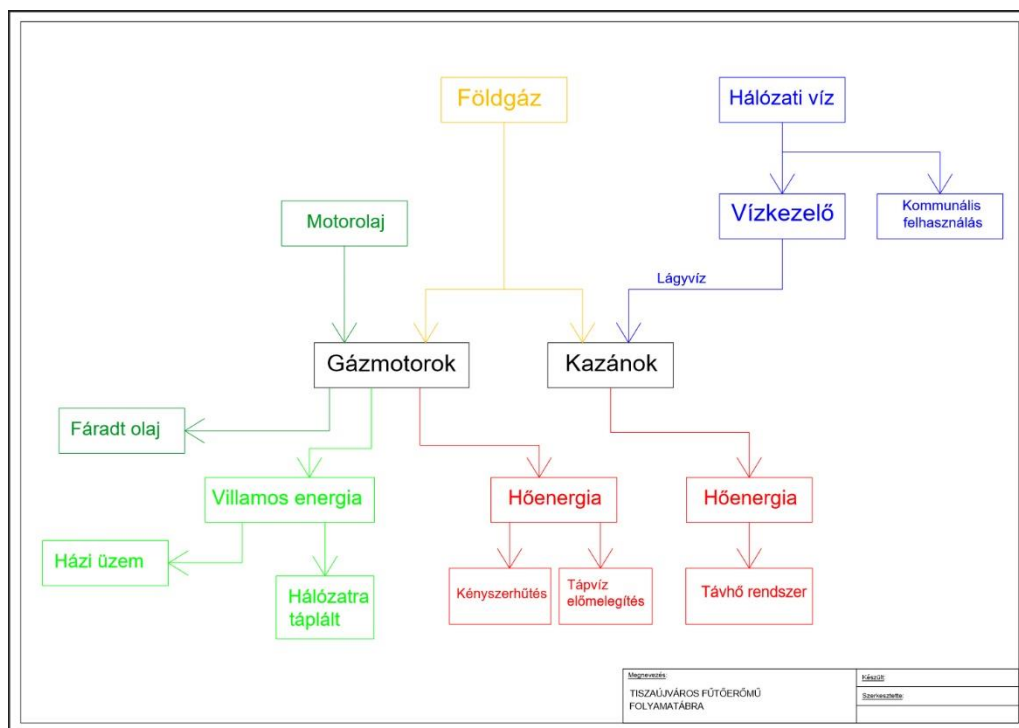 Földgáz
Hálózati víz
Motorolaj
Vízkezelő
Kommunális
felhasználás
Lágyvíz
Gázmotorok
Kazánok
Fáradt olaj
Villamos energia
Hőenergia
Hőenergia
Házi üzem
Hálózatra
táplált
Kényszerhűtés
Tápvíz
előmelegítés
Távhő rendszer
Megnevezés:
TISZAÚJVÁROS FŰTŐERŐMŰ
FOLYAMATÁBRA
Készült:
Szerkesztette: